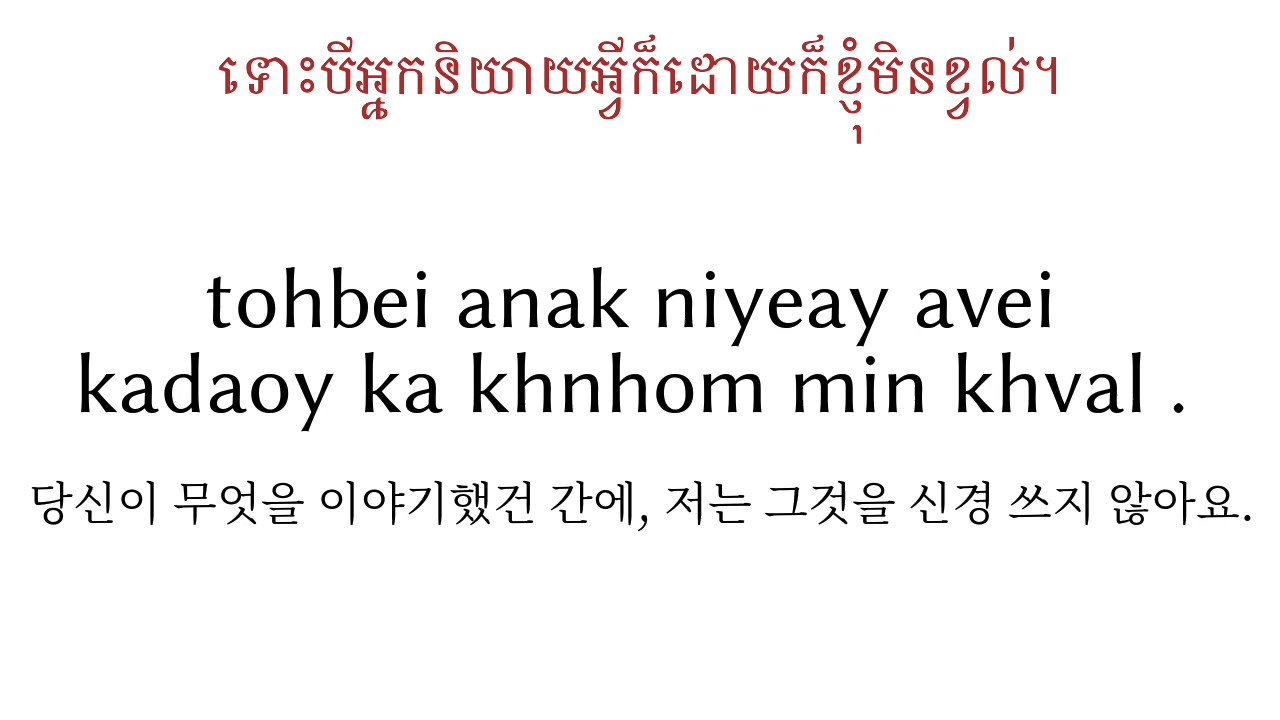 ទោះបីអ្នកនិយាយអ្វីក៏ដោយក៏ខ្ញុំមិនខ្វល់។
tohbei anak niyeay avei
kadaoy ka khnhom min khval .
당신이 무엇을 이야기했건 간에, 저는 그것을 신경 쓰지 않아요.